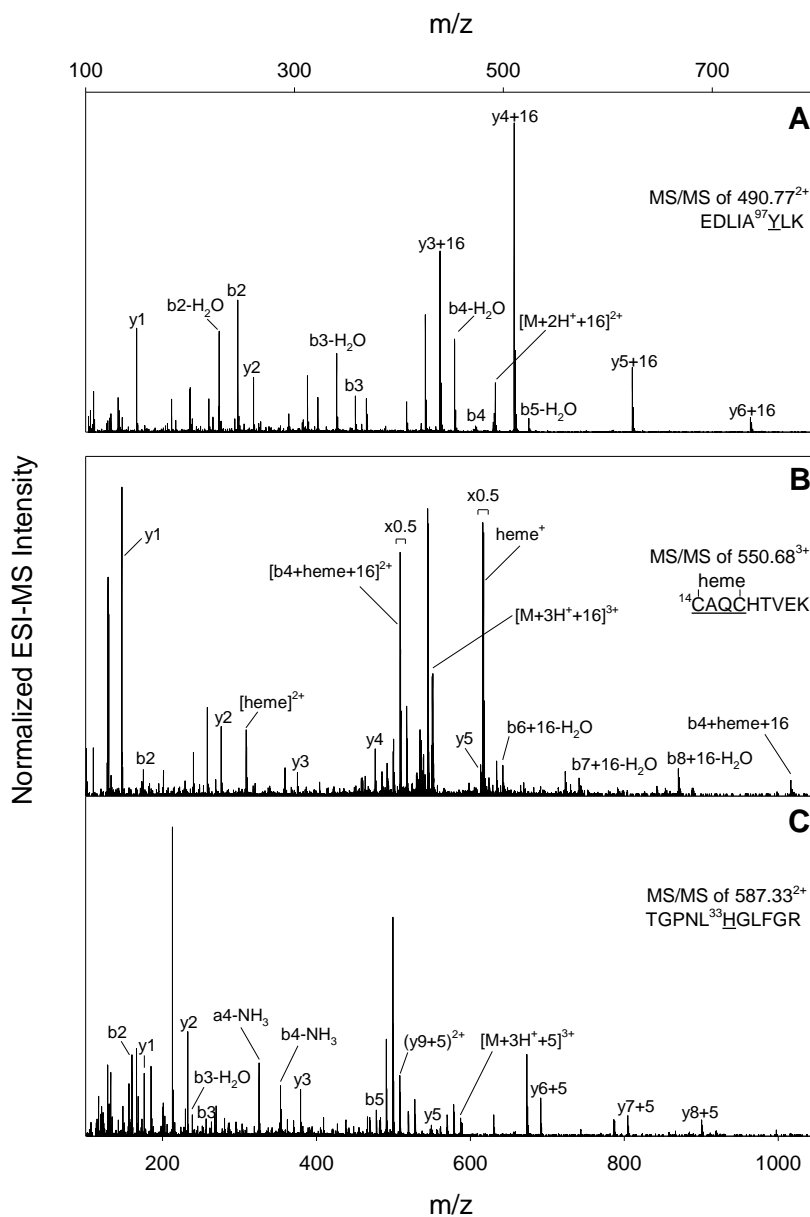 m/z
100 300 500 700
A
y4+16
MS/MS of 490.77²⁺
EDLIA⁹⁷YLK
y3+16
b2-H₂O
b2
y1
b4-H₂O
[M+2H⁺+16]²⁺
b3-H₂O
y2
b3
y5+16
b4
b5-H₂O
y6+16
Normalized ESI-MS Intensity
B
x0.5 x0.5
y1
heme⁺
[b4+heme+16]²⁺
MS/MS of 550.68³⁺
heme
¹⁴CAQCHTVEK
[M+3H⁺+16]³⁺
[heme]²⁺
y2
b2
y3
y4
y5
b6+16-H₂O
b7+16-H₂O
b8+16-H₂O
b4+heme+16
C
MS/MS of 587.33²⁺
TGPNL³³HGLFGR
b2
y1
y2
a4-NH₃
b4-NH₃
b3-H₂O
b3
y3
b5
(y9+5)²⁺
[M+3H⁺+5]³⁺
y5
y6+5
y7+5
y8+5
200 400 600 800 1000
m/z